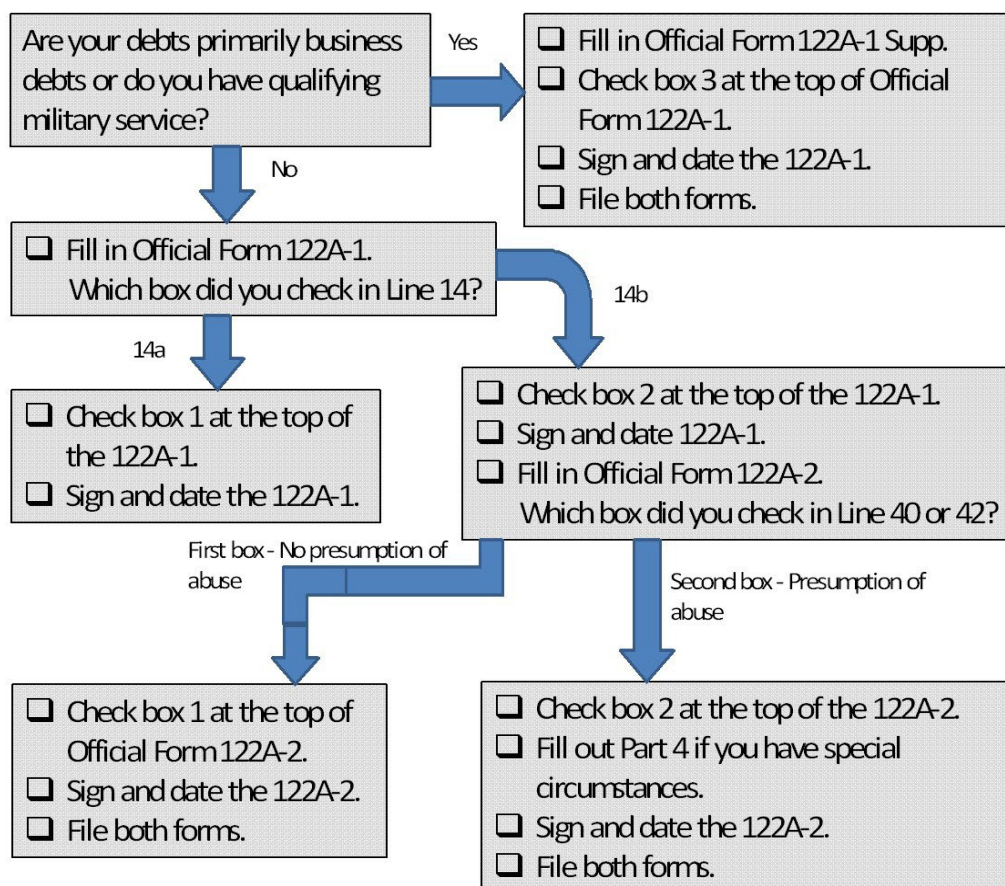 Are your debts primarily business
debts or do you have qualifying
military service?
Yes
❑ Fill in Official Form 122A-1 Supp.
❑ Check box 3 at the top of Official
Form 122A-1.
❑ Sign and date the 122A-1.
❑ File both forms.
No
❑ Fill in Official Form 122A-1.
Which box did you check in Line 14?
14a
14b
❑ Check box 1 at the top of
the 122A-1.
❑ Sign and date the 122A-1.
❑ Check box 2 at the top of the 122A-1.
❑ Sign and date 122A-1.
❑ Fill in Official Form 122A-2.
Which box did you check in Line 40 or 42?
First box - No presumption of
abuse
Second box - Presumption of
abuse
❑ Check box 1 at the top of
Official Form 122A-2.
❑ Sign and date the 122A-2.
❑ File both forms.
❑ Check box 2 at the top of the 122A-2.
❑ Fill out Part 4 if you have special
circumstances.
❑ Sign and date the 122A-2.
❑ File both forms.